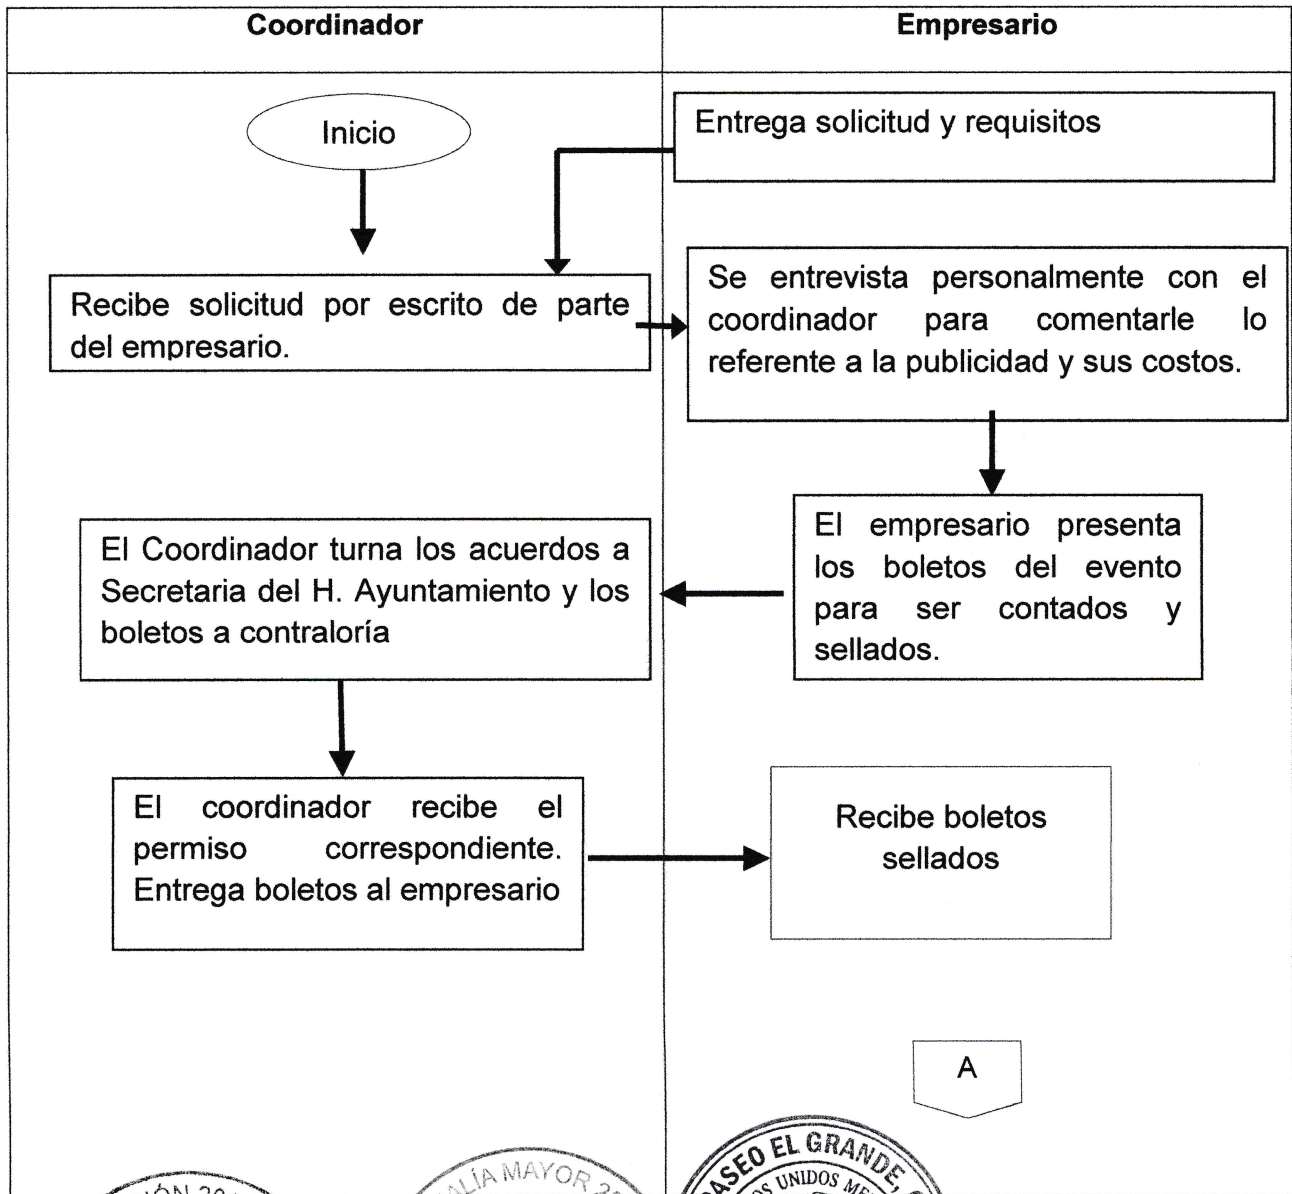 Coordinador
Empresario
Inicio
Entrega solicitud y requisitos
Recibe solicitud por escrito de parte
del empresario.
Se entrevista personalmente con el
coordinador para comentarle lo
referente a la publicidad y sus costos.
El empresario presenta
los boletos del evento
para ser contados y
sellados.
El Coordinador turna los acuerdos a
Secretaria del H. Ayuntamiento y los
boletos a contraloría
El coordinador recibe el
permiso correspondiente.
Entrega boletos al empresario
Recibe boletos
sellados
A
MAYOR
EL GRANDE,
UNIDOS